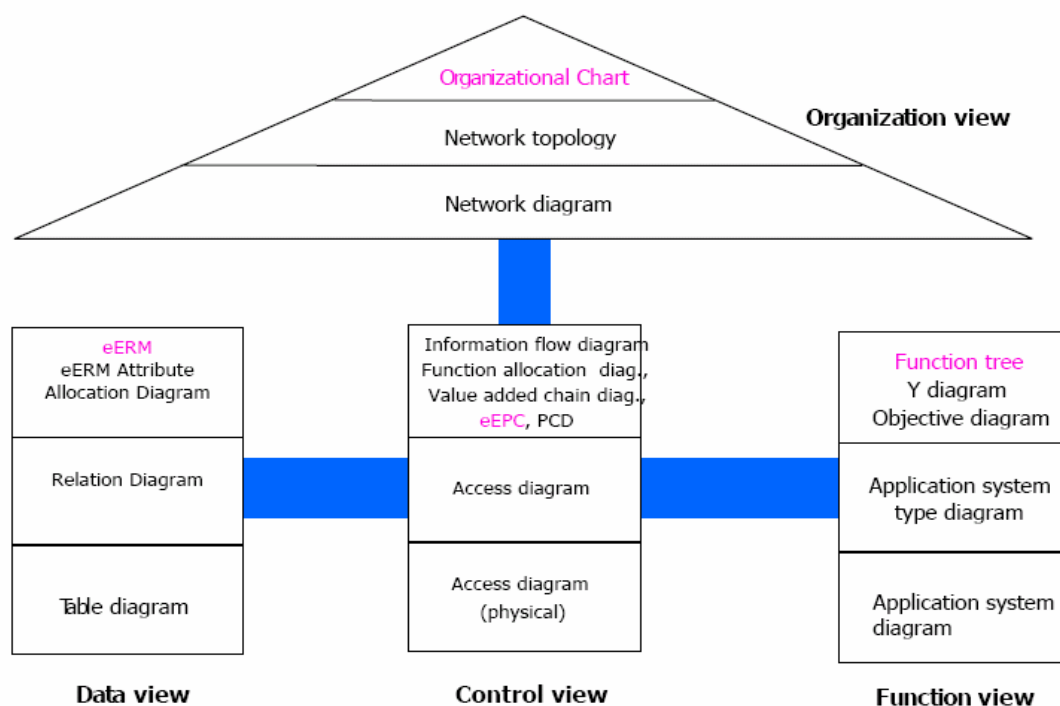 Organizational Chart
Organization view
Network topology
Network diagram
eERM
eERM Attribute
Allocation Diagram
Relation Diagram
Table diagram
Data view
Information flow diagram
Function allocation diag.,
Value added chain diag.,
eEPC, PCD
Access diagram
Access diagram
(physical)
Control view
Function tree
Y diagram
Objective diagram
Application system
type diagram
Application system
diagram
Function view